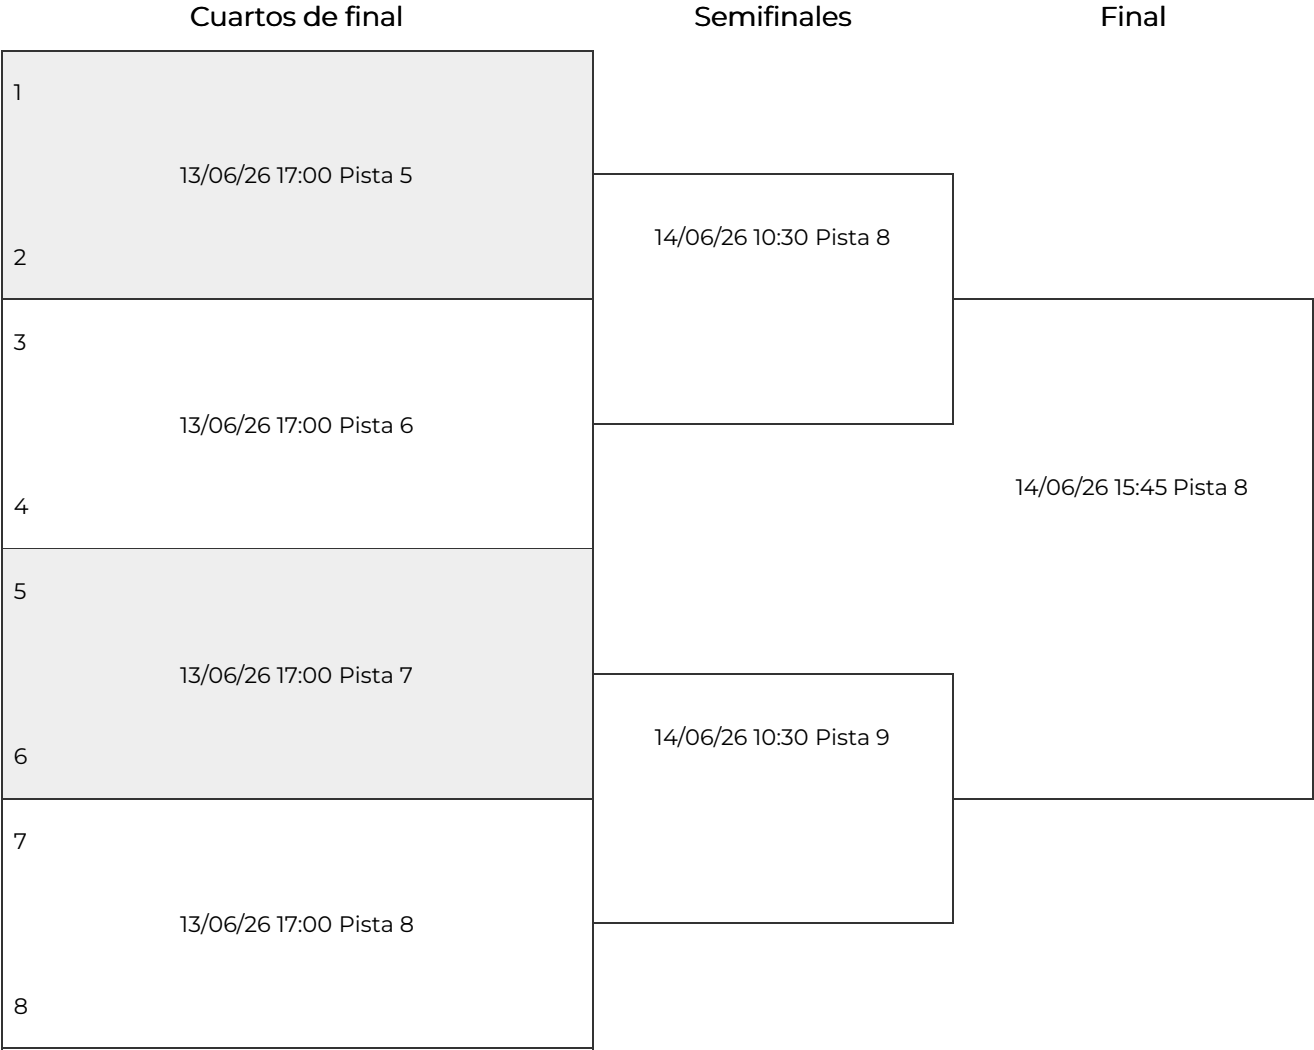 Cuartos de final
Semifinales
Final
1
13/06/26 17:00 Pista 5
2
14/06/26 10:30 Pista 8
3
13/06/26 17:00 Pista 6
4
14/06/26 15:45 Pista 8
5
13/06/26 17:00 Pista 7
6
14/06/26 10:30 Pista 9
7
13/06/26 17:00 Pista 8
8